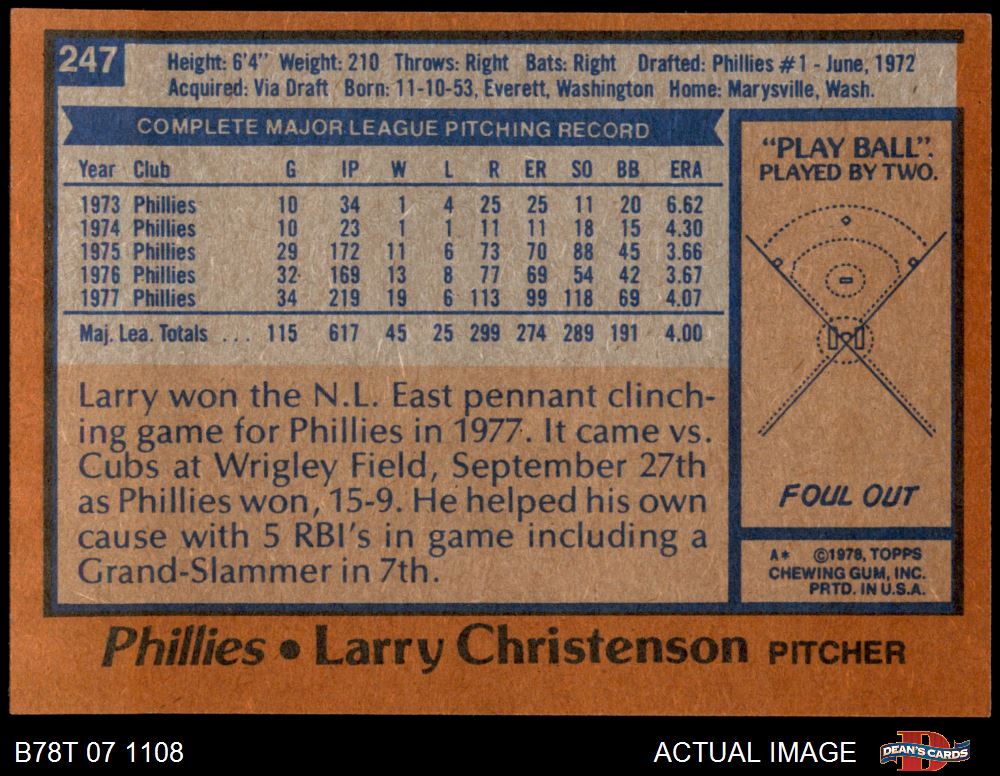 247
Height: 6'4" Weight: 210 Throws: Right Bats: Right Drafted: Phillies #1 - June, 1972
Acquired: Via Draft Born: 11-10-53, Everett, Washington Home: Marysville, Wash.
COMPLETE MAJOR LEAGUE PITCHING RECORD
Year Club G IP W L R ER SO BB ERA
1973 Phillies 10 34 1 4 25 25 11 20 6.62
1974 Phillies 10 23 1 1 11 11 18 15 4.30
1975 Phillies 29 172 11 6 73 70 88 45 3.66
1976 Phillies 32 169 13 8 77 69 54 42 3.67
1977 Phillies 34 219 19 6 113 99 118 69 4.07
Maj. Lea. Totals ... 115 617 45 25 299 274 289 191 4.00
Larry won the N.L. East pennant clinch-
ing game for Phillies in 1977. It came vs.
Cubs at Wrigley Field, September 27th
as Phillies won, 15-9. He helped his own
cause with 5 RBI's in game including a
Grand-Slammer in 7th.
"PLAY BALL".
PLAYED BY TWO.
FOUL OUT
A* ©1978, TOPPS
CHEWING GUM, INC.
PRTD. IN U.S.A.
Phillies • Larry Christenson PITCHER
B78T 07 1108
ACTUAL IMAGE
DEAN'S CARDS